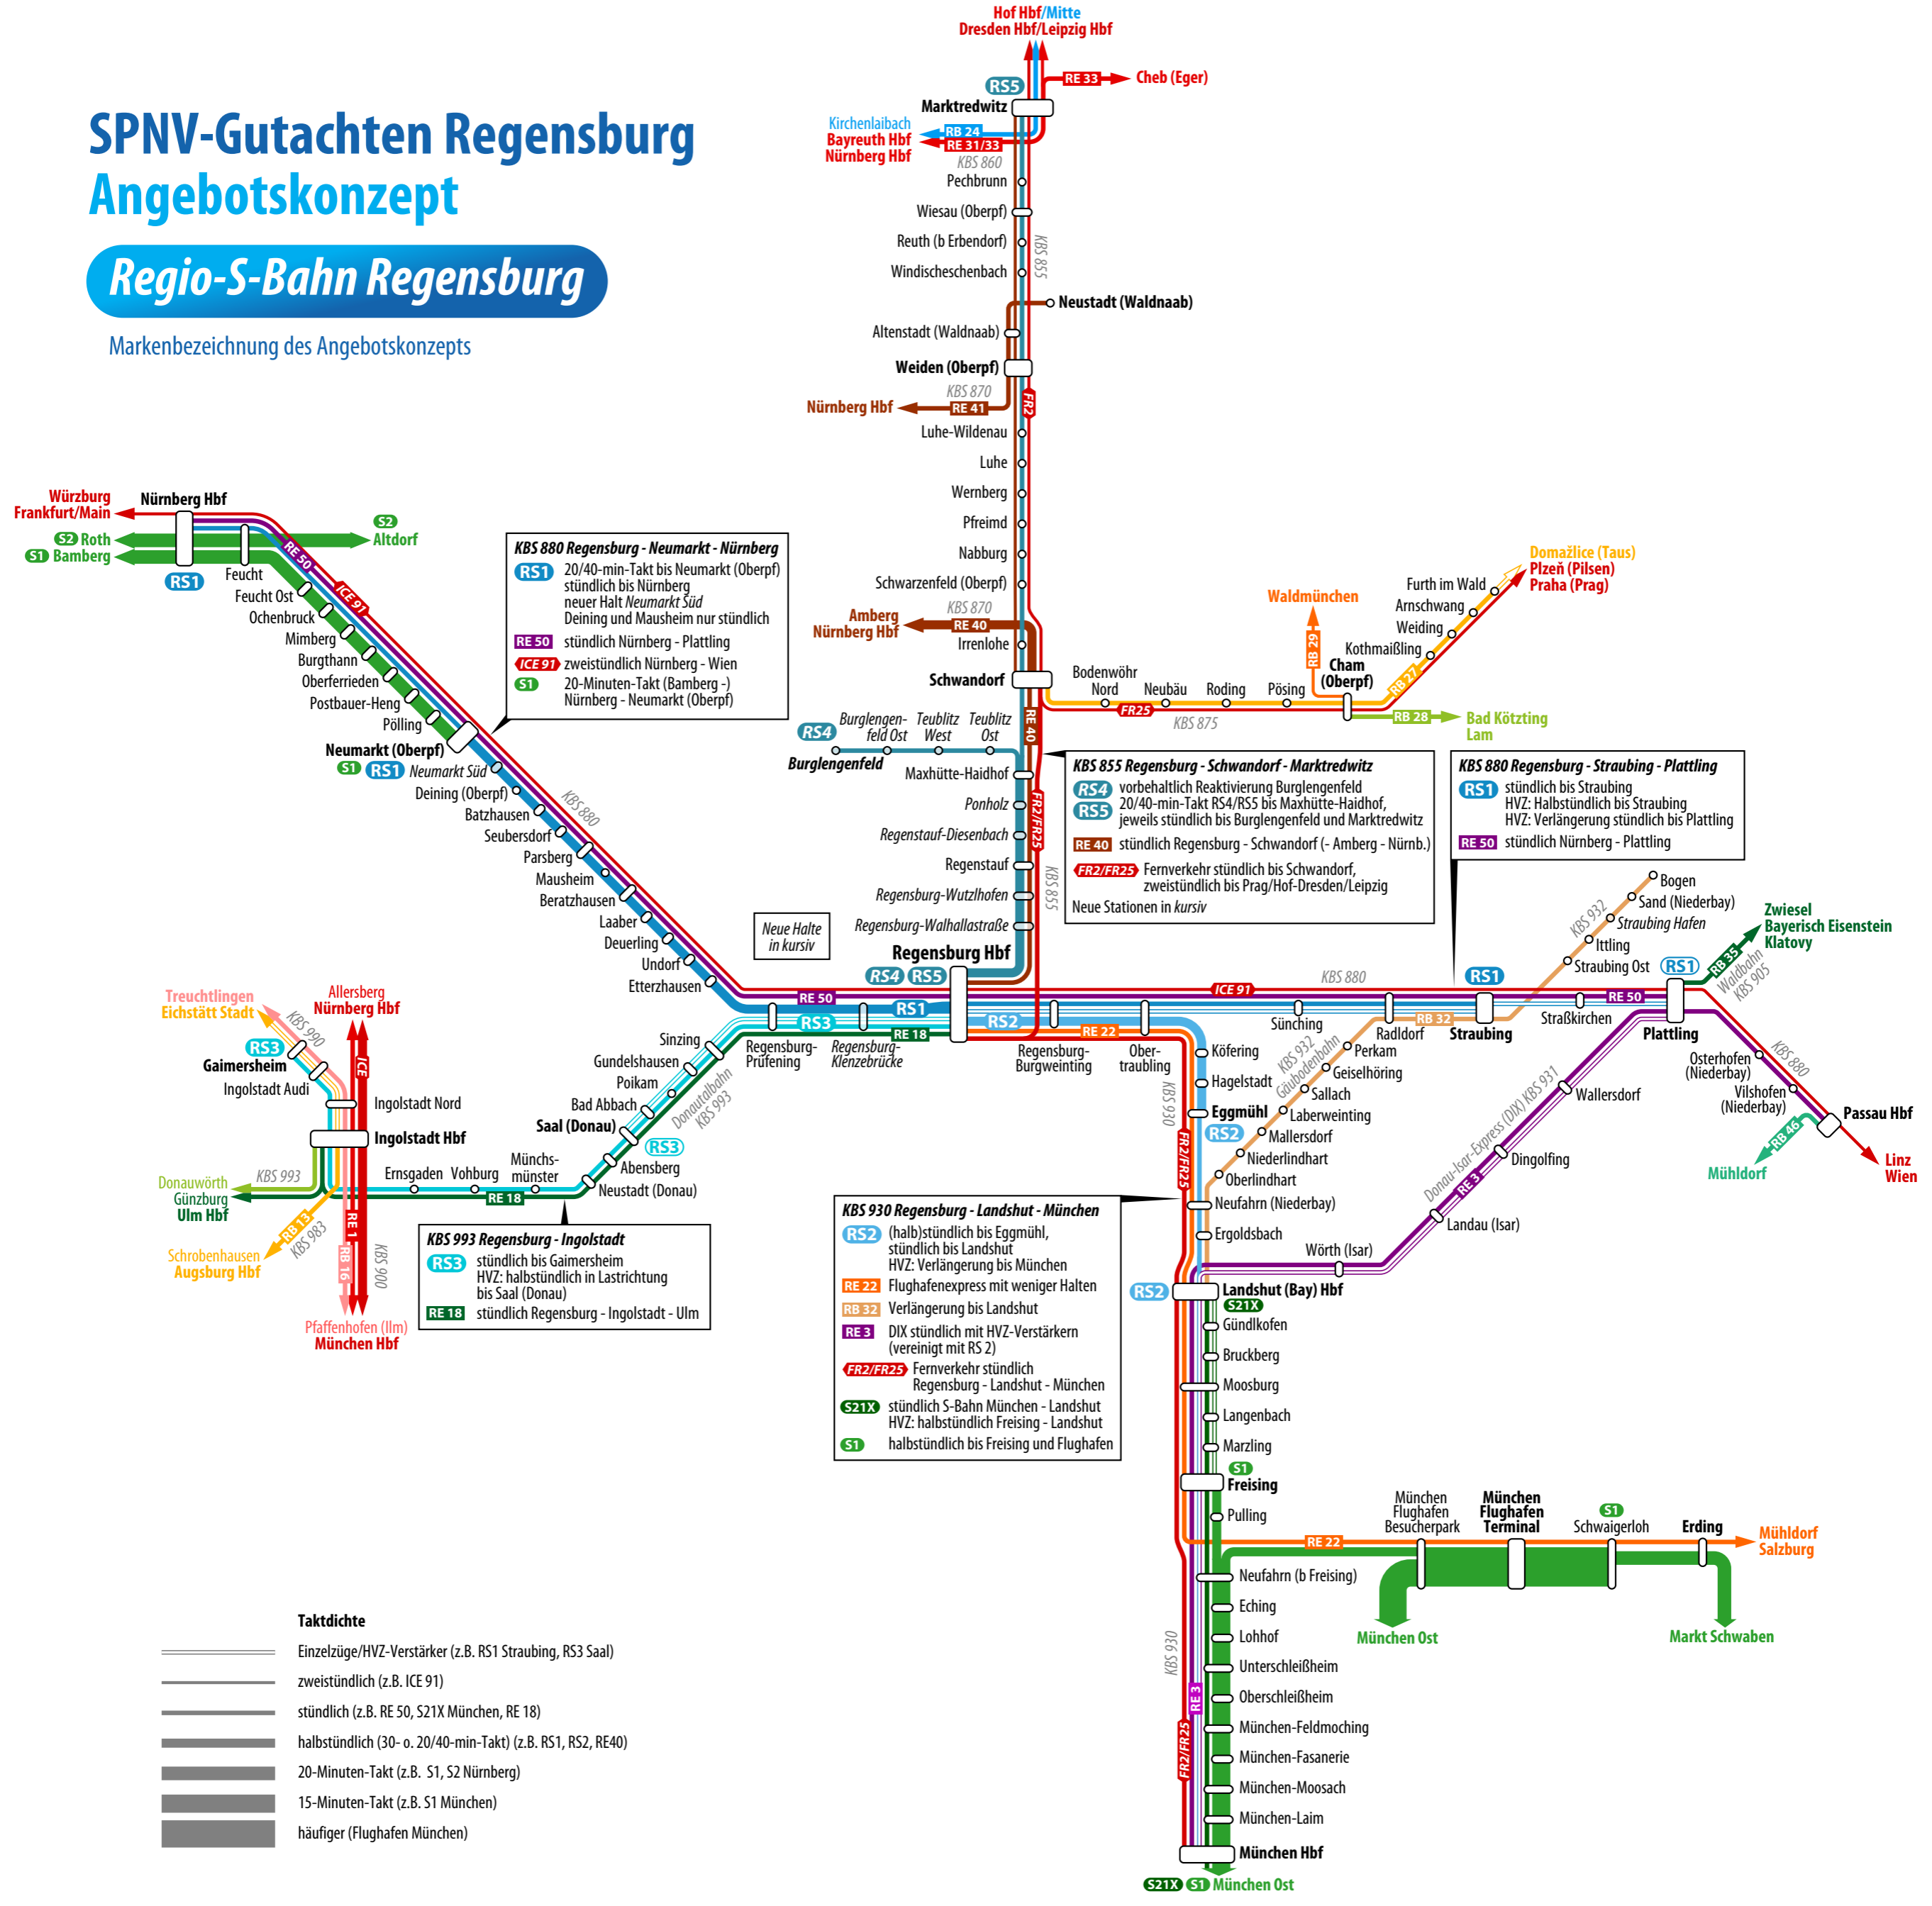 Hof Hbf/Mitte
Dresden Hbf/Leipzig Hbf
RE 33
Cheb (Eger)
RS5
Marktredwitz
SPNV-Gutachten Regensburg
Angebotskonzept
Regio-S-Bahn Regensburg
Markenbezeichnung des Angebotskonzepts
Kirchenlaibach
RB 24
Bayreuth Hbf
RE 31/33
Nürnberg Hbf
KBS 860
Pechbrunn
Wiesau (Oberpf)
Reuth (b Erbendorf)
KBS 855
Windischeschenbach
Neustadt (Waldnaab)
Altenstadt (Waldnaab)
Weiden (Oberpf)
KBS 870
FR2
Nürnberg Hbf
RE 41
Luhe-Wildenau
Luhe
Wernberg
Pfreimd
Nabburg
Schwarzenfeld (Oberpf)
KBS 870
Amberg
RE 40
Nürnberg Hbf
Irrenlohe
Schwandorf
RE 40
Bodenwöhr
Nord
Neubäu
Roding
Pösing
FR25
KBS 875
Waldmünchen
RB 29
Cham
(Oberpf)
Kothmaißling
Weiding
Arnschwang
Furth im Wald
RB 27
Domažlice (Taus)
Plzeň (Pilsen)
Praha (Prag)
RB 28
Bad Kötzting
Lam
Würzburg
Frankfurt/Main
Nürnberg Hbf
S2 Roth
S1 Bamberg
S2
Altdorf
RS1
RE 50
ICE 91
Feucht
Feucht Ost
Ochenbruck
Mimberg
Burgthann
Oberferrieden
Postbauer-Heng
Pölling
Neumarkt (Oberpf)
S1 RS1 Neumarkt Süd
Deining (Oberpf)
KBS 880
Batzhausen
Seubersdorf
Parsberg
Mausheim
Beratzhausen
Laaber
Deuerling
Undorf
Etterzhausen
KBS 880 Regensburg - Neumarkt - Nürnberg
RS1 20/40-min-Takt bis Neumarkt (Oberpf)
stündlich bis Nürnberg
neuer Halt Neumarkt Süd
Deining und Mausheim nur stündlich
RE 50 stündlich Nürnberg - Plattling
ICE 91 zweistündlich Nürnberg - Wien
S1 20-Minuten-Takt (Bamberg -)
Nürnberg - Neumarkt (Oberpf)
RS4
Burglengen-
feld Ost
Teublitz
West
Teublitz
Ost
Burglengenfeld
Maxhütte-Haidhof
Ponholz
FR2/FR25
Regenstauf-Diesenbach
Regenstauf
KBS 855
Regensburg-Wutzlhofen
Regensburg-Walhallastraße
Regensburg Hbf
RS4 RS5
Neue Halte
in kursiv
KBS 855 Regensburg - Schwandorf - Marktredwitz
RS4 vorbehaltlich Reaktivierung Burglengenfeld
RS5 20/40-min-Takt RS4/RS5 bis Maxhütte-Haidhof,
jeweils stündlich bis Burglengenfeld und Marktredwitz
RE 40 stündlich Regensburg - Schwandorf (- Amberg - Nürnb.)
FR2/FR25 Fernverkehr stündlich bis Schwandorf,
zweistündlich bis Prag/Hof-Dresden/Leipzig
Neue Stationen in kursiv
KBS 880 Regensburg - Straubing - Plattling
RS1 stündlich bis Straubing
HVZ: Halbstündlich bis Straubing
HVZ: Verlängerung stündlich bis Plattling
RE 50 stündlich Nürnberg - Plattling
Bogen
Sand (Niederbay)
Straubing Hafen
KBS 932
Ittling
Straubing Ost
Zwiesel
Bayerisch Eisenstein
Klatovy
RB 35
Waldbahn
KBS 905
RE 50
RS1
RS3
RE 18
RS2
RE 22
ICE 91
KBS 880
RS1
RE 50
RS1
Regensburg-
Prüfening
Regensburg-
Klenzebrücke
Regensburg-
Burgweinting
Ober-
traubling
Sünching
Radldorf
RB 32
Straubing
Straßkirchen
Plattling
Osterhofen
(Niederbay)
KBS 880
Vilshofen
(Niederbay)
Passau Hbf
RB 46
Mühldorf
Linz
Wien
Treuchtlingen
Eichstätt Stadt
KBS 990
RS3
Gaimersheim
Ingolstadt Audi
Allersberg
Nürnberg Hbf
ICE
Ingolstadt Nord
Ingolstadt Hbf
Donauwörth
Günzburg
Ulm Hbf
KBS 993
RB 13
KBS 983
Schrobenhausen
Augsburg Hbf
RE 1
RB 16
KBS 900
Pfaffenhofen (Ilm)
München Hbf
Ernsgaden
Vohburg
Münchs-
münster
RE 18
Neustadt (Donau)
Abensberg
RS3
Saal (Donau)
Bad Abbach
Poikam
Gundelshausen
Sinzing
Donautalbahn
KBS 993
KBS 993 Regensburg - Ingolstadt
RS3 stündlich bis Gaimersheim
HVZ: halbstündlich in Lastrichtung
bis Saal (Donau)
RE 18 stündlich Regensburg - Ingolstadt - Ulm
Köfering
Hagelstadt
KBS 930
Eggmühl
RS2
FR2/FR25
KBS 932
Gäubodenbahn
Perkam
Geiselhöring
Sallach
Laberweinting
Mallersdorf
Niederlindhart
Oberlindhart
Neufahrn (Niederbay)
Ergoldsbach
Donau-Isar-Express (DIX) KBS 931
RE 3
Wallersdorf
Dingolfing
Landau (Isar)
Wörth (Isar)
KBS 930 Regensburg - Landshut - München
RS2 (halb)stündlich bis Eggmühl,
stündlich bis Landshut
HVZ: Verlängerung bis München
RE 22 Flughafenexpress mit weniger Halten
RB 32 Verlängerung bis Landshut
RE 3 DIX stündlich mit HVZ-Verstärkern
(vereinigt mit RS 2)
FR2/FR25 Fernverkehr stündlich
Regensburg - Landshut - München
S21X stündlich S-Bahn München - Landshut
HVZ: halbstündlich Freising - Landshut
S1 halbstündlich bis Freising und Flughafen
RS2
Landshut (Bay) Hbf
S21X
Gündlkofen
Bruckberg
Moosburg
Langenbach
Marzling
S1
Freising
Pulling
RE 22
München
Flughafen
Besucherpark
München
Flughafen
Terminal
S1
Schwaigerloh
Erding
Mühldorf
Salzburg
München Ost
Markt Schwaben
Neufahrn (b Freising)
Eching
KBS 930
Lohhof
Unterschleißheim
RE 3
Oberschleißheim
München-Feldmoching
FR2/FR25
München-Fasanerie
München-Moosach
München-Laim
München Hbf
S21X S1 München Ost
Taktdichte
Einzelzüge/HVZ-Verstärker (z.B. RS1 Straubing, RS3 Saal)
zweistündlich (z.B. ICE 91)
stündlich (z.B. RE 50, S21X München, RE 18)
halbstündlich (30- o. 20/40-min-Takt) (z.B. RS1, RS2, RE40)
20-Minuten-Takt (z.B. S1, S2 Nürnberg)
15-Minuten-Takt (z.B. S1 München)
häufiger (Flughafen München)